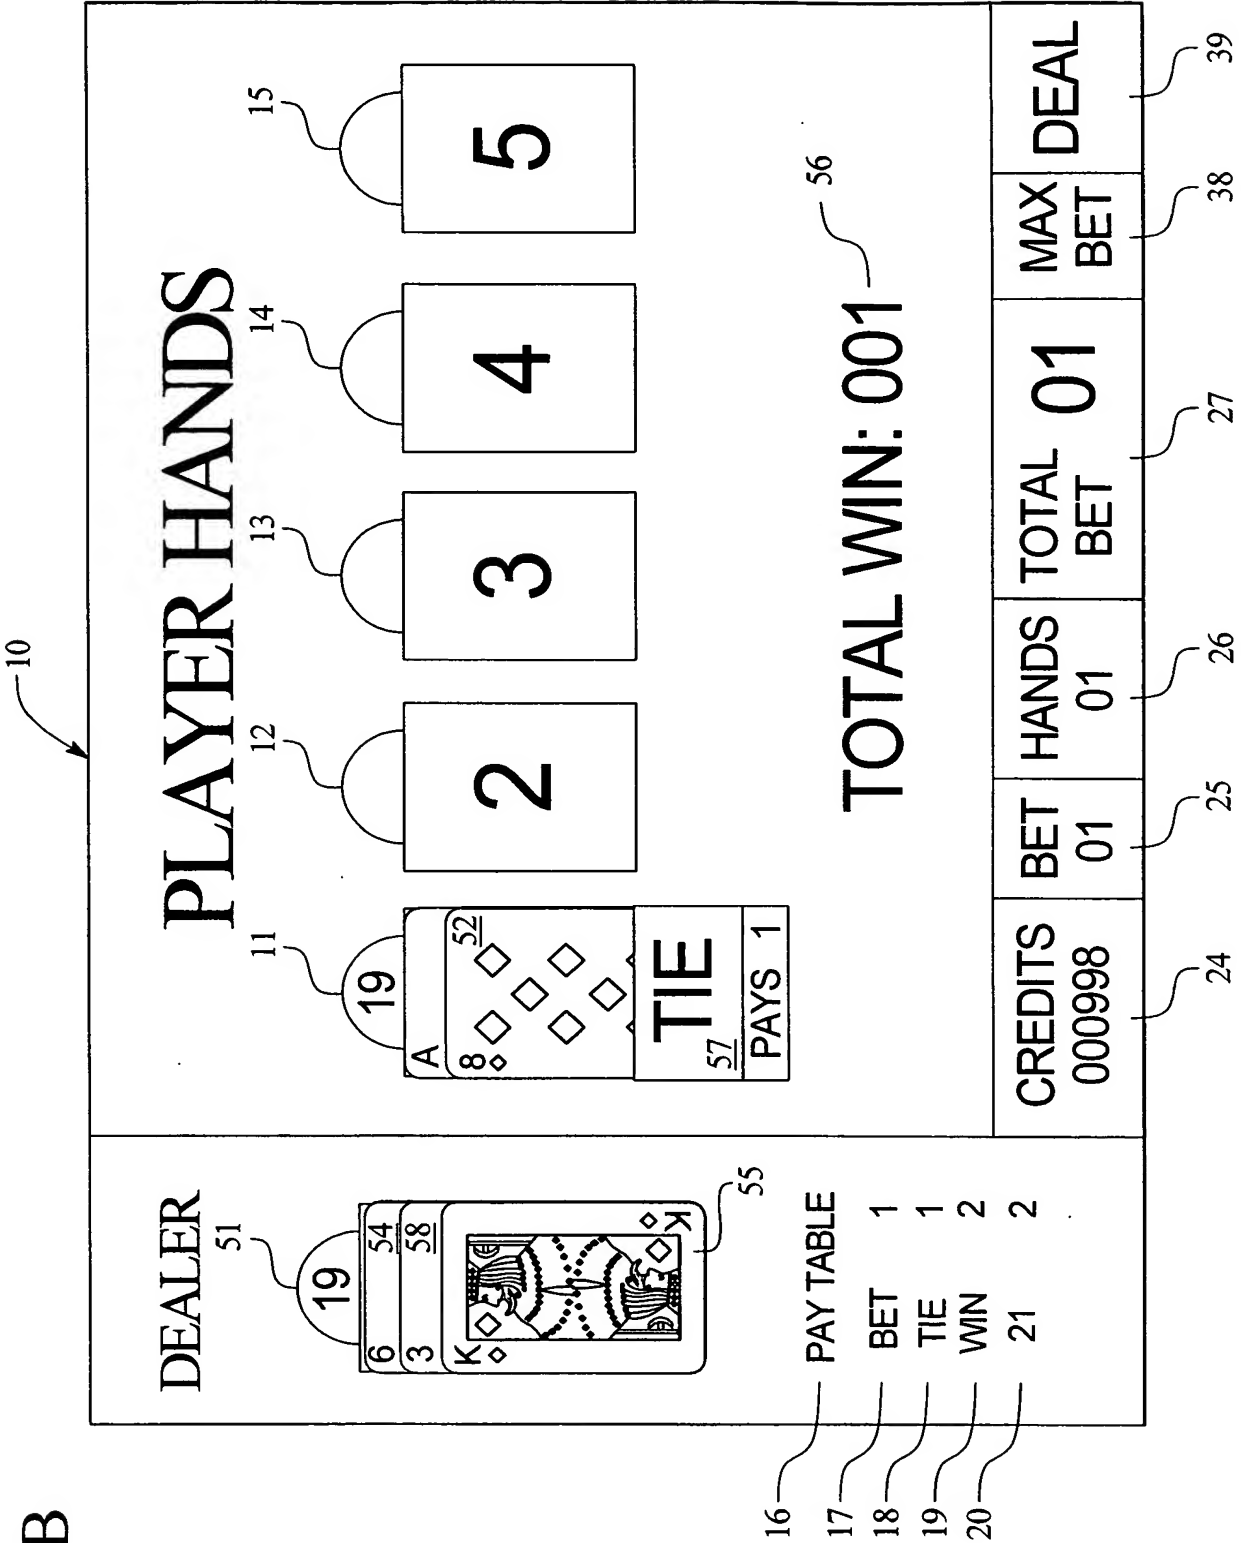 B
10
DEALER
51
19
6 54
3 58
K
K
55
16 PAY TABLE
17 BET 1
18 TIE 1
19 WIN 2
20 21 2
PLAYER HANDS
11
12
13
14
15
19
A
8 52
TIE
57
PAYS 1
2
3
4
5
TOTAL WIN: 001
56
CREDITS
000998
BET
01
HANDS
01
TOTAL
BET
01
MAX
BET
DEAL
24
25
26
27
38
39